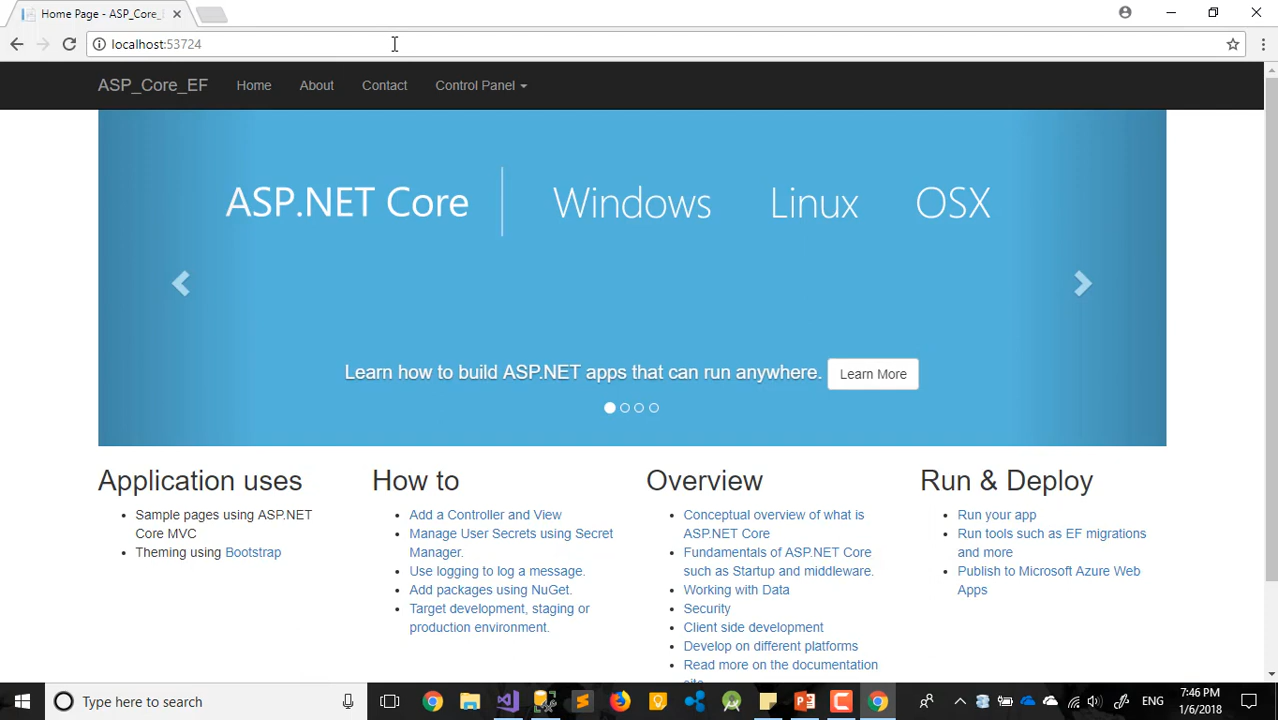 Home Page - ASP_Core_
localhost:53724
ASP_Core_EF Home About Contact Control Panel
ASP.NET Core Windows Linux OSX
Learn how to build ASP.NET apps that can run anywhere. Learn More
Application uses
Sample pages using ASP.NET
Core MVC
Theming using Bootstrap
How to
Add a Controller and View
Manage User Secrets using Secret
Manager.
Use logging to log a message.
Add packages using NuGet.
Target development, staging or
production environment.
Overview
Conceptual overview of what is
ASP.NET Core
Fundamentals of ASP.NET Core
such as Startup and middleware.
Working with Data
Security
Client side development
Develop on different platforms
Read more on the documentation
Run & Deploy
Run your app
Run tools such as EF migrations
and more
Publish to Microsoft Azure Web
Apps
Type here to search
ENG
7:46 PM
1/6/2018